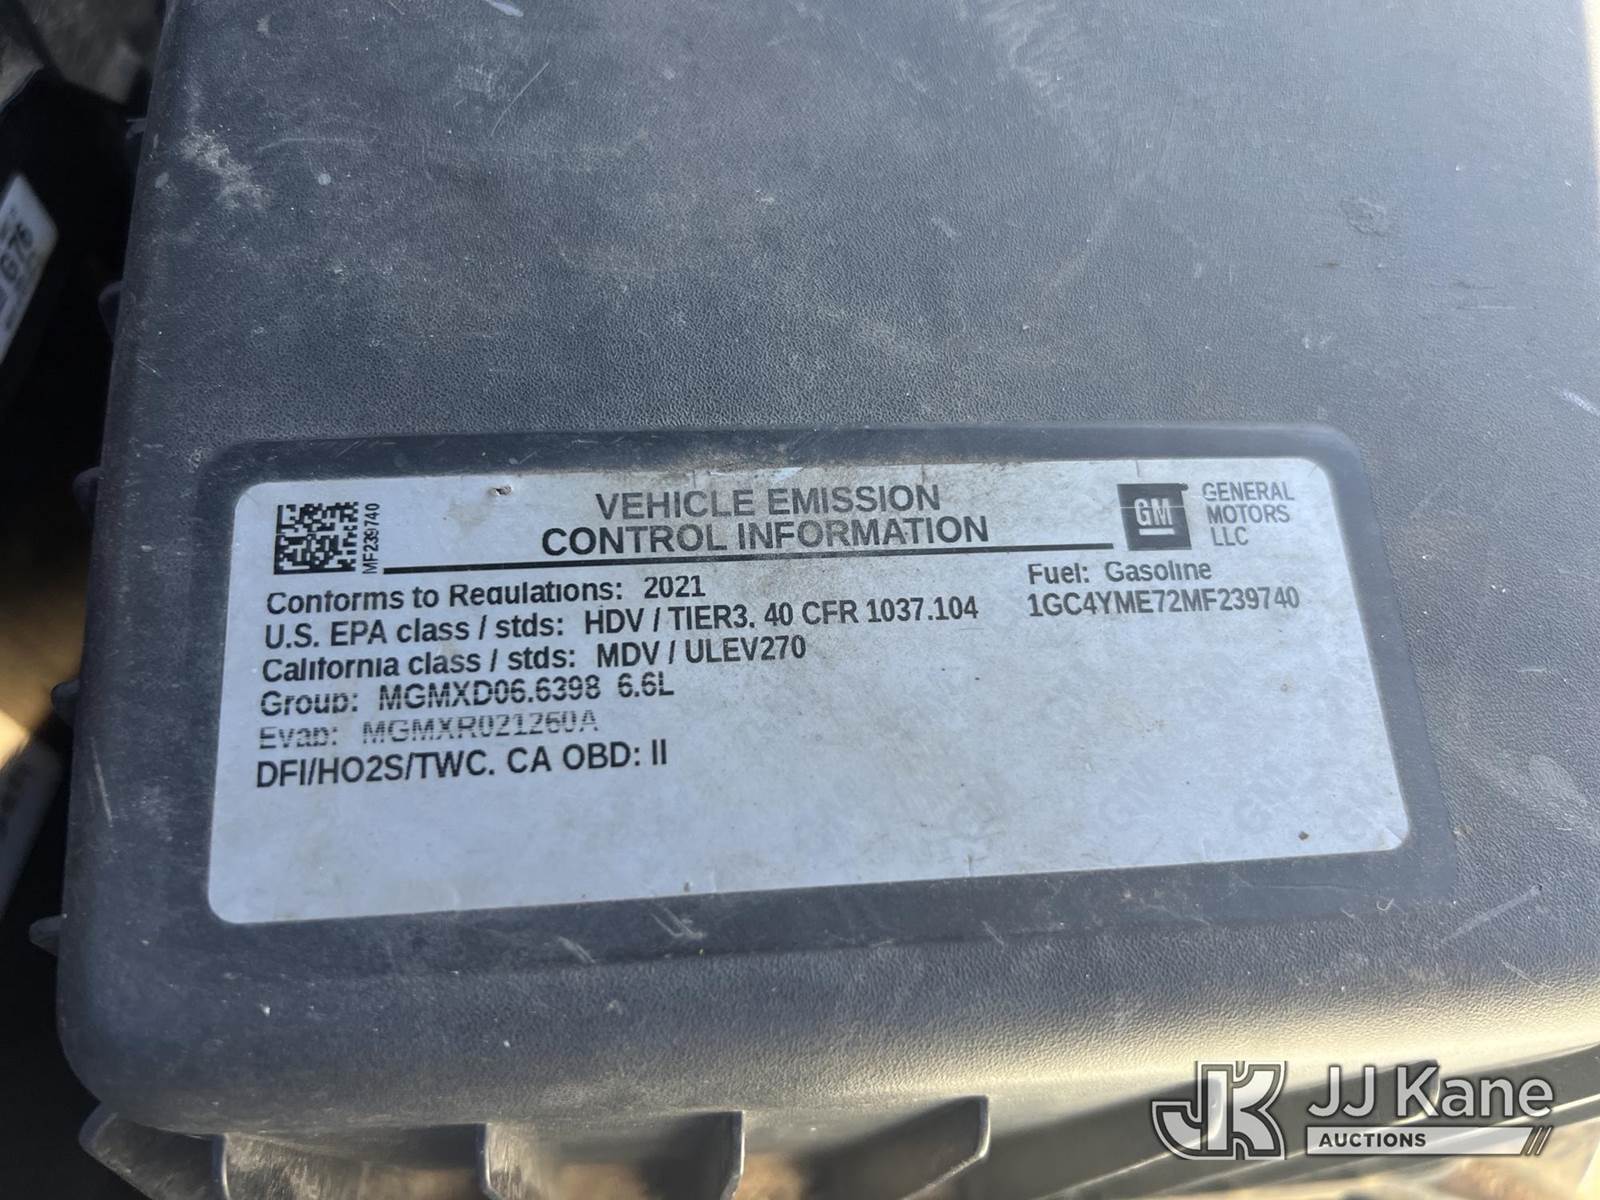 MF239740
VEHICLE EMISSION
CONTROL INFORMATION
GM
GENERAL
MOTORS
LLC
Conforms to Regulations: 2021
U.S. EPA class / stds: HDV / TIER3, 40 CFR 1037.104
California class / stds: MDV / ULEV270
Group: MGMXD06.6398 6.6L
Evap: MGMXR021260A
DFI/HO2S/TWC. CA OBD: II
Fuel: Gasoline
1GC4YME72MF239740
JK JJ Kane
AUCTIONS